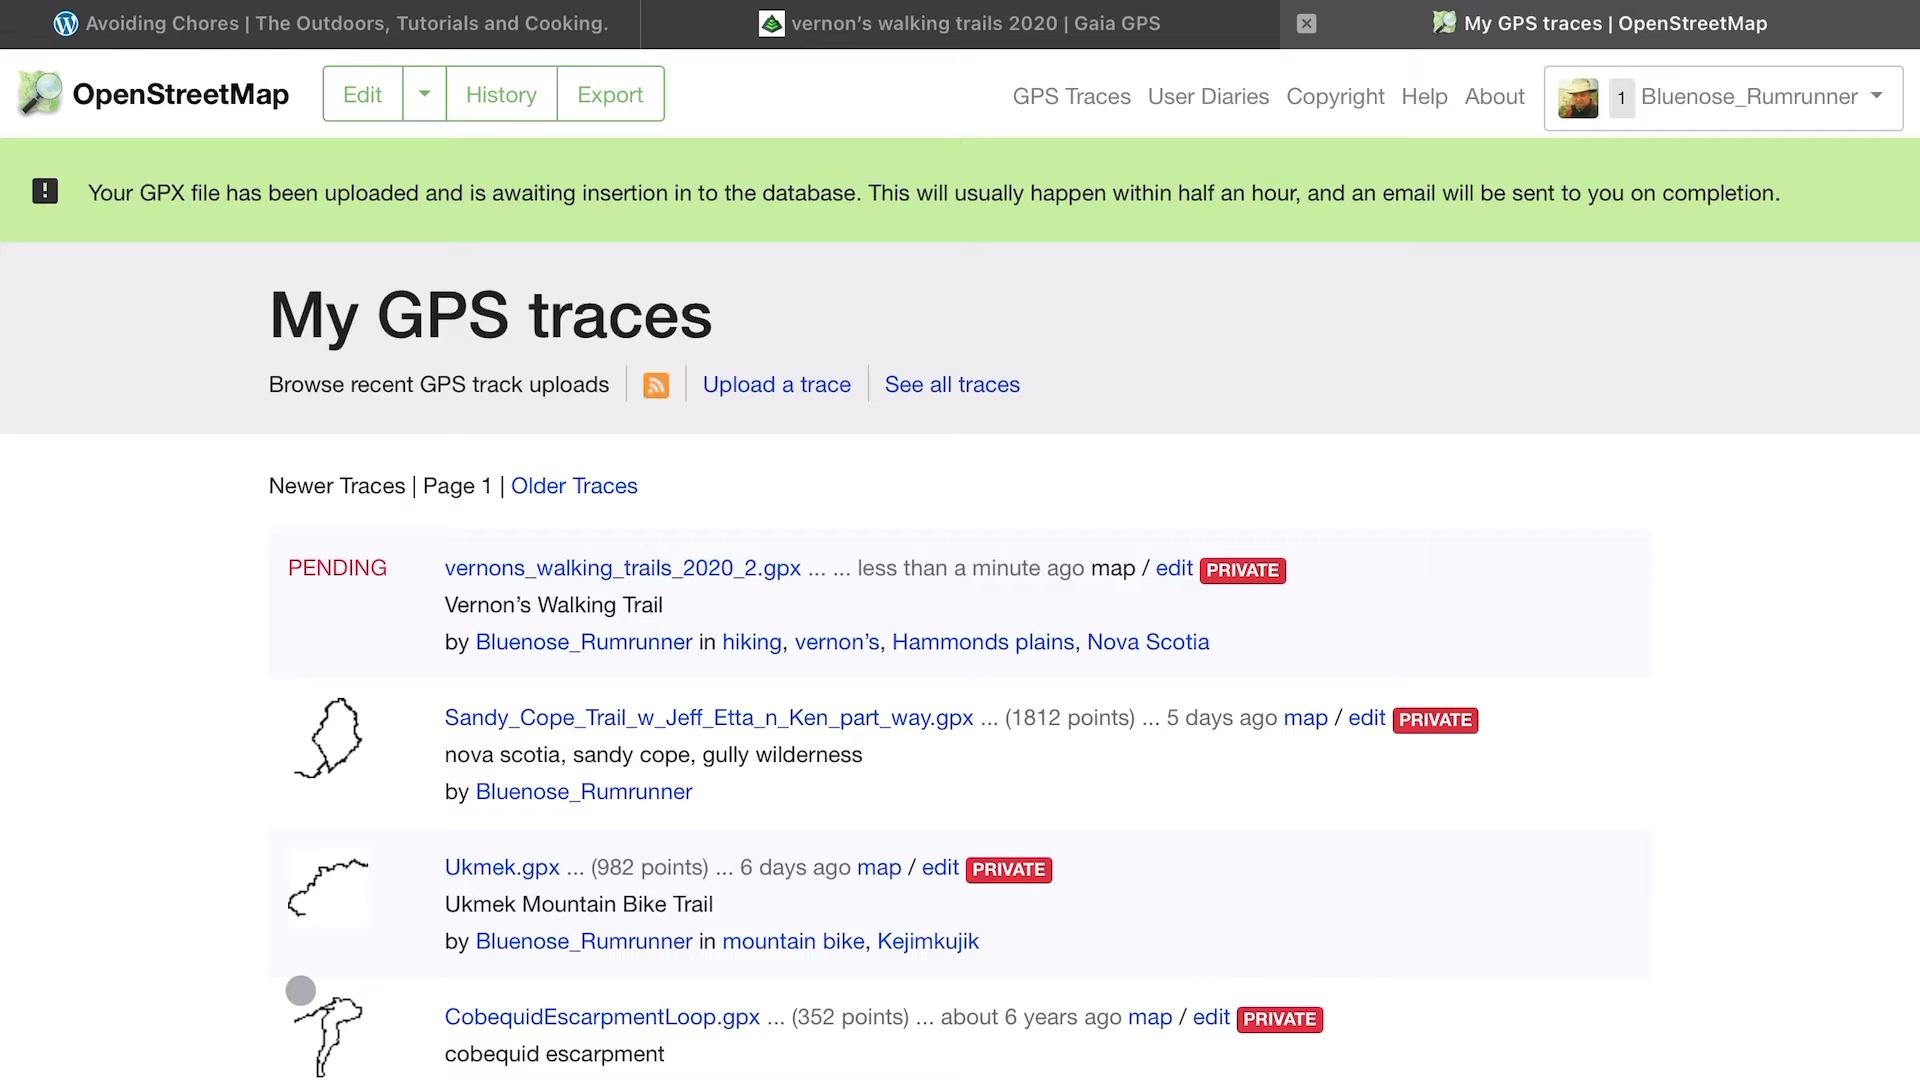 Avoiding Chores | The Outdoors, Tutorials and Cooking.
vernon’s walking trails 2020 | Gaia GPS
My GPS traces | OpenStreetMap
OpenStreetMap
Edit
History
Export
GPS Traces
User Diaries
Copyright
Help
About
1 Bluenose_Rumrunner
Your GPX file has been uploaded and is awaiting insertion in to the database. This will usually happen within half an hour, and an email will be sent to you on completion.
My GPS traces
Browse recent GPS track uploads
Upload a trace
See all traces
Newer Traces | Page 1 | Older Traces
PENDING
vernons_walking_trails_2020_2.gpx ... ... less than a minute ago map / edit PRIVATE
Vernon’s Walking Trail
by Bluenose_Rumrunner in hiking, vernon’s, Hammonds plains, Nova Scotia
Sandy_Cope_Trail_w_Jeff_Etta_n_Ken_part_way.gpx ... (1812 points) ... 5 days ago map / edit PRIVATE
nova scotia, sandy cope, gully wilderness
by Bluenose_Rumrunner
Ukmek.gpx ... (982 points) ... 6 days ago map / edit PRIVATE
Ukmek Mountain Bike Trail
by Bluenose_Rumrunner in mountain bike, Kejimkujik
CobequidEscarpmentLoop.gpx ... (352 points) ... about 6 years ago map / edit PRIVATE
cobequid escarpment